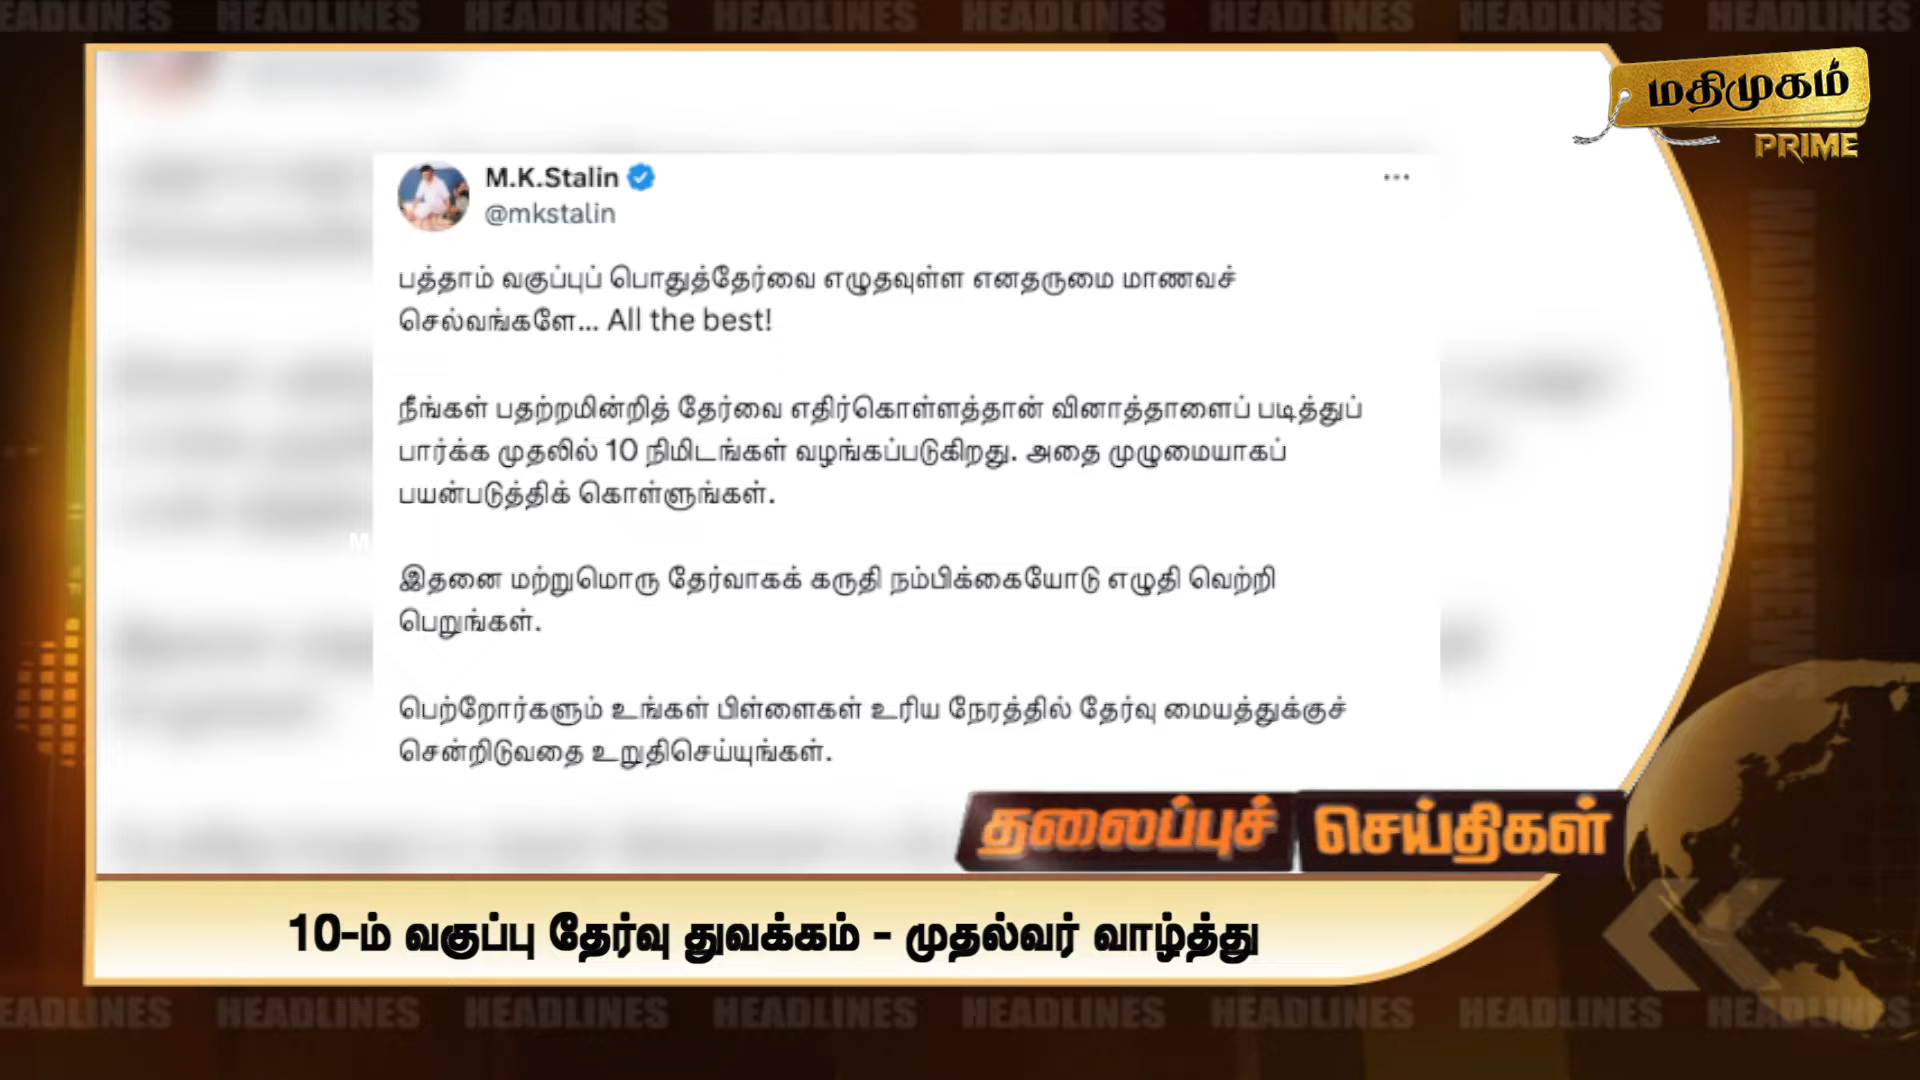 HEADLINES HEADLINES HEADLINES HEADLINES HEADLINES HEADLINES HEADLINES
மதிமுகம்
PRIME
M.K.Stalin
@mkstalin
பத்தாம் வகுப்புப் பொதுத்தேர்வை எழுதவுள்ள எனதருமை மாணவச்
செல்வங்களே... All the best!
நீங்கள் பதற்றமின்றித் தேர்வை எதிர்கொள்ளத்தான் வினாத்தாளைப் படித்துப்
பார்க்க முதலில் 10 நிமிடங்கள் வழங்கப்படுகிறது. அதை முழுமையாகப்
பயன்படுத்திக் கொள்ளுங்கள்.
இதனை மற்றுமொரு தேர்வாகக் கருதி நம்பிக்கையோடு எழுதி வெற்றி
பெறுங்கள்.
பெற்றோர்களும் உங்கள் பிள்ளைகள் உரிய நேரத்தில் தேர்வு மையத்துக்குச்
சென்றிடுவதை உறுதிசெய்யுங்கள்.
தலைப்புச் செய்திகள்
10-ம் வகுப்பு தேர்வு துவக்கம் - முதல்வர் வாழ்த்து
EADLINES HEADLINES HEADLINES HEADLINES HEADLINES HEADLINES HEADLINES HEADLINES